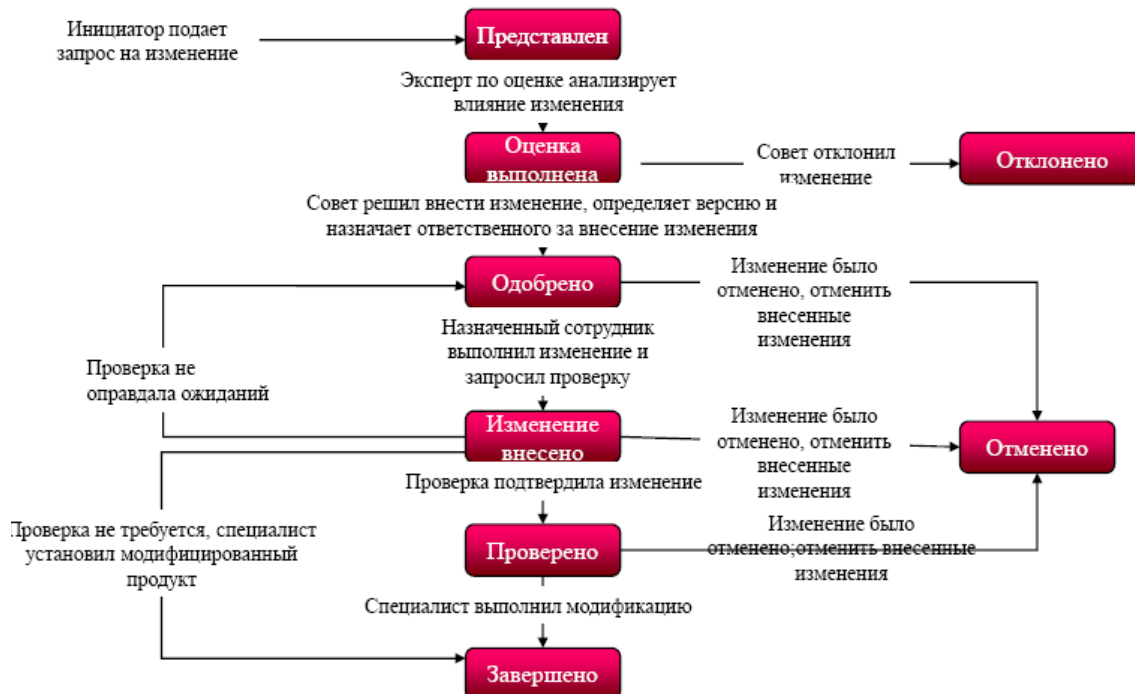 Инициатор подает
запрос на изменение
Представлен
Эксперт по оценке анализирует
влияние изменения
Оценка
выполнена
Совет отклонил
изменение
Отклонено
Совет решил внести изменение, определяет версию и
назначает ответственного за внесение изменения
Одобрено
Изменение было
отменено, отменить
внесенные
изменения
Назначенный сотрудник
выполнил изменение и
запросил проверку
Проверка не
оправдала ожиданий
Изменение
внесено
Изменение было
отменено, отменить
внесенные
изменения
Отменено
Проверка подтвердила изменение
Проверка не требуется, специалист
установил модифицированный
продукт
Проверено
Изменение было
отменено;отменить внесенные
изменения
Специалист выполнил модификацию
Завершено